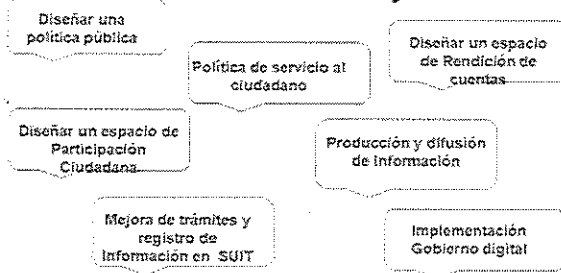 Diseñar una
política pública
Política de servicio al
ciudadano
Diseñar un espacio
de Rendición de
cuentas
Diseñar un espacio de
Participación
Ciudadana
Producción y difusión
de Información
Mejora de trámites y
registro de
Información en SUIT
Implementación
Gobierno digital